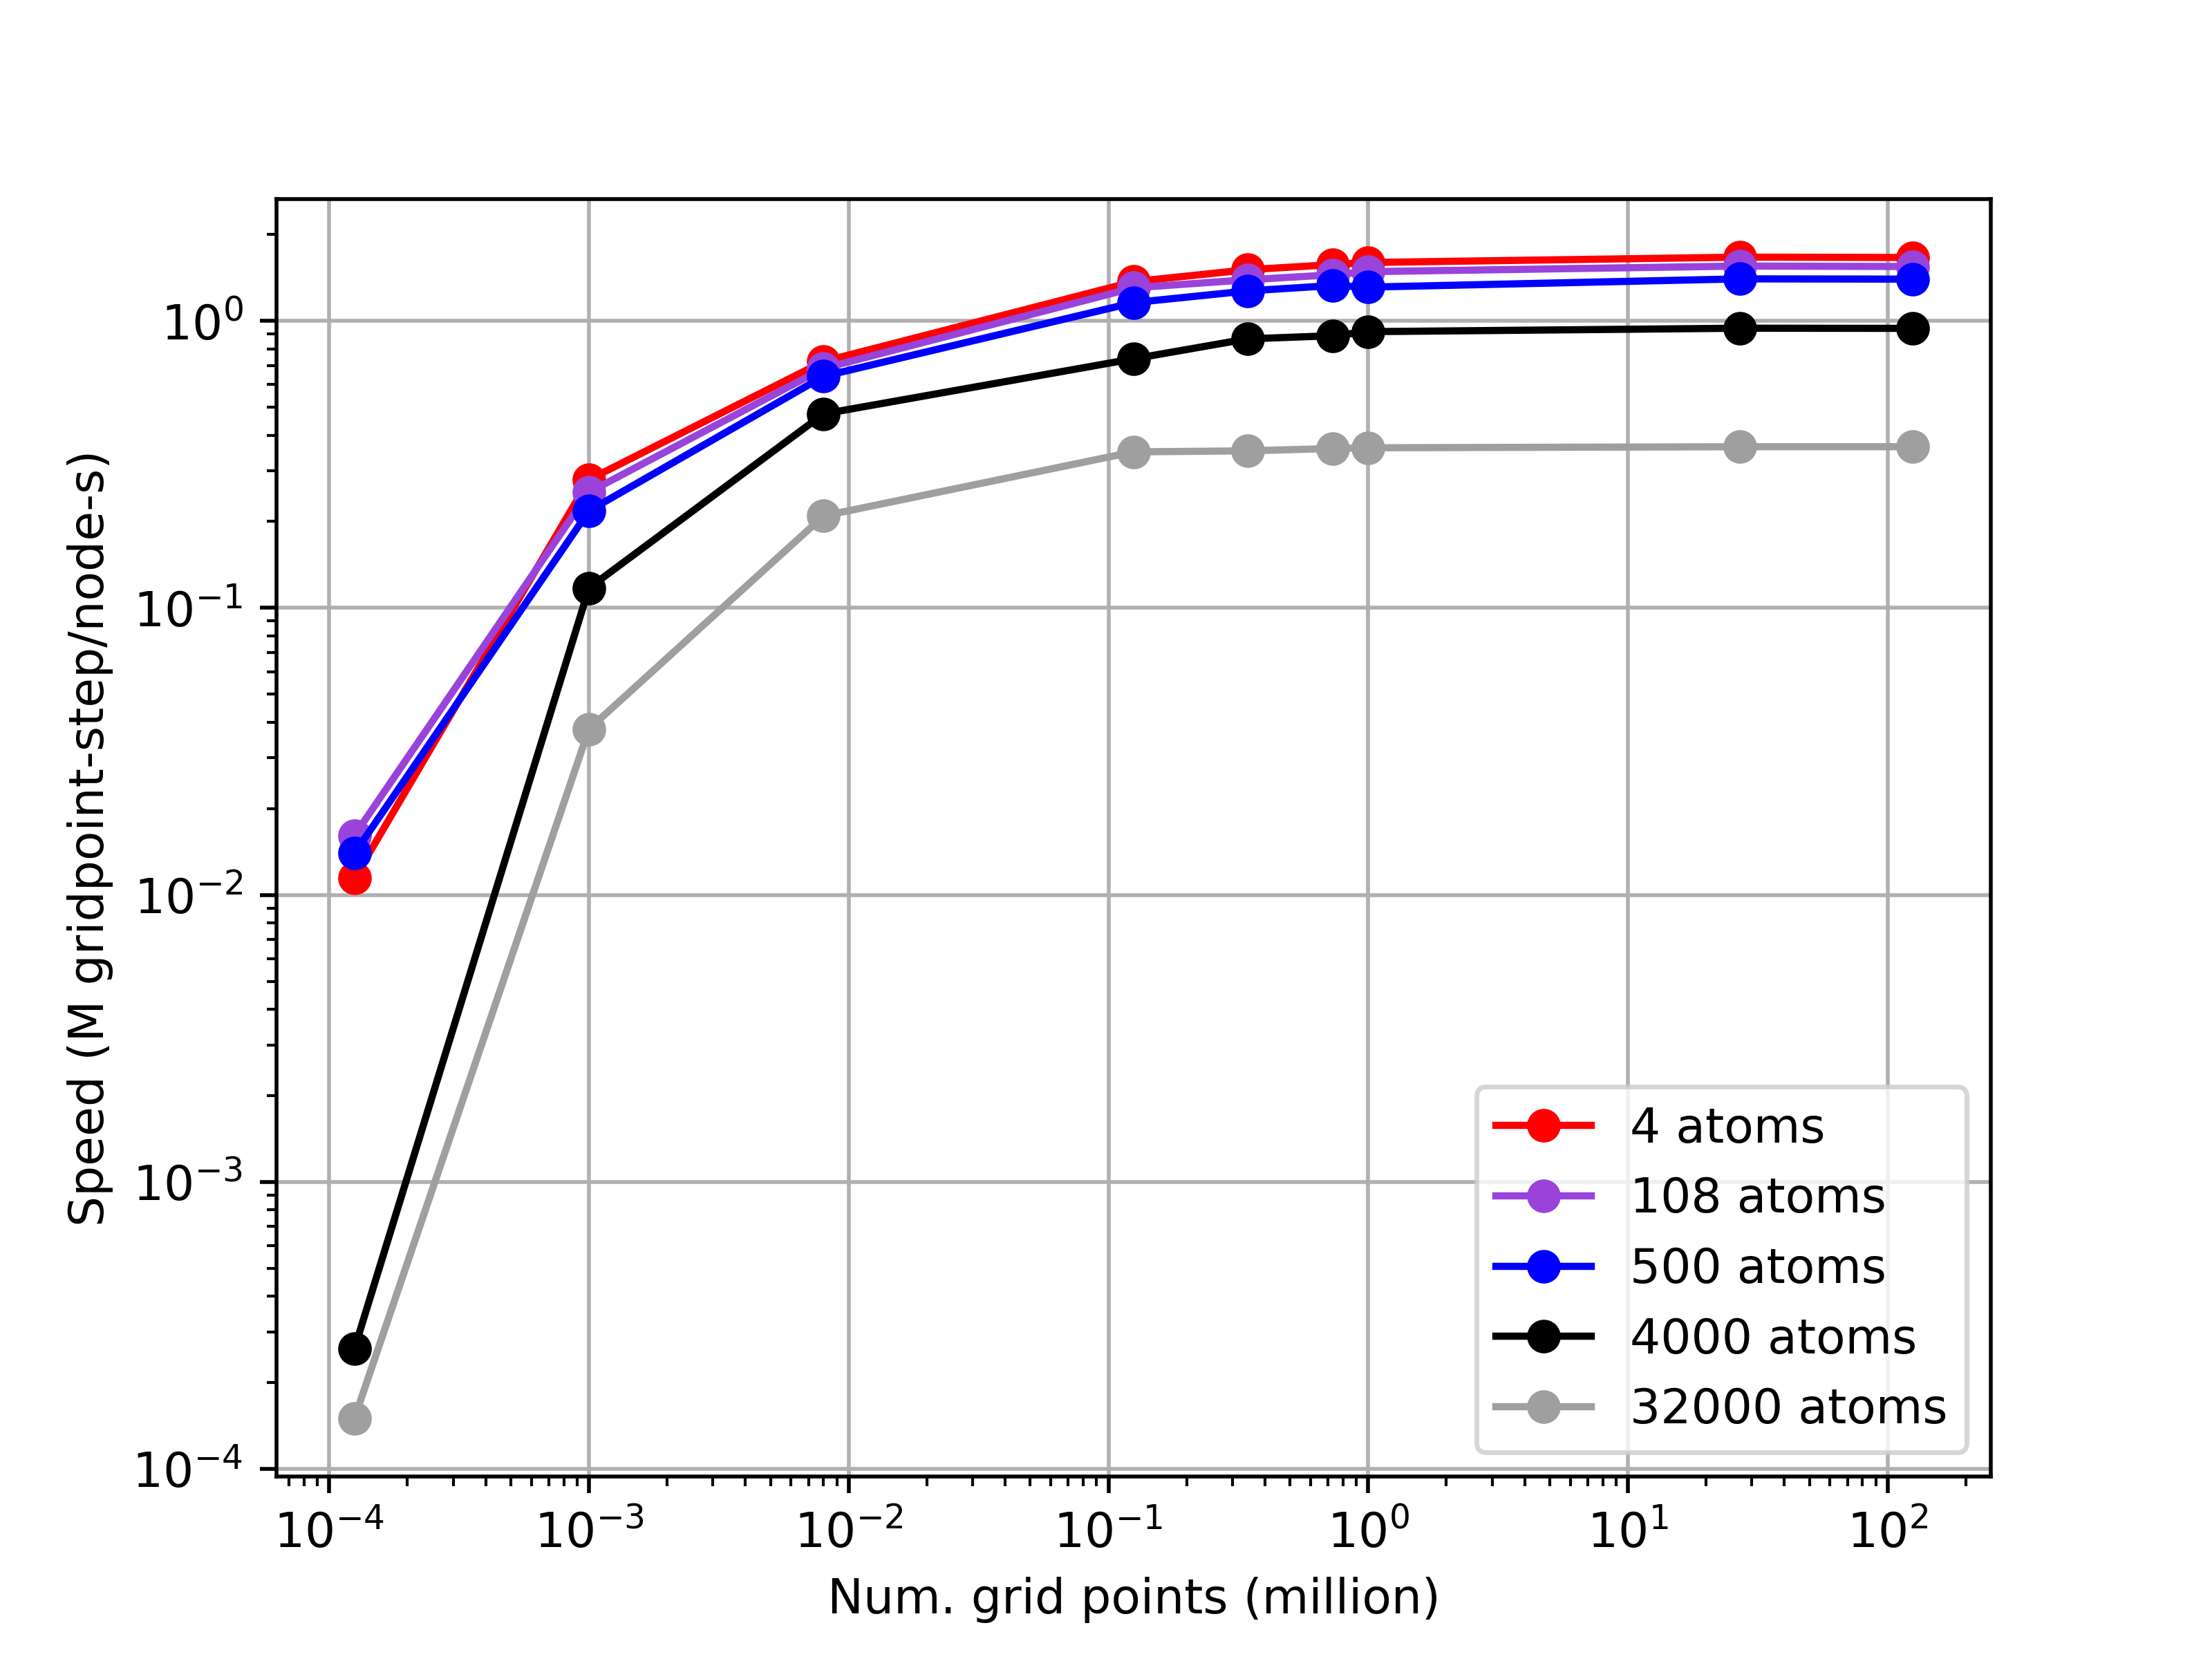 10⁰
10⁻¹
10⁻²
10⁻³
10⁻⁴
Speed (M gridpoint-step/node-s)
4 atoms
108 atoms
500 atoms
4000 atoms
32000 atoms
10⁻⁴ 10⁻³ 10⁻² 10⁻¹ 10⁰ 10¹ 10²
Num. grid points (million)